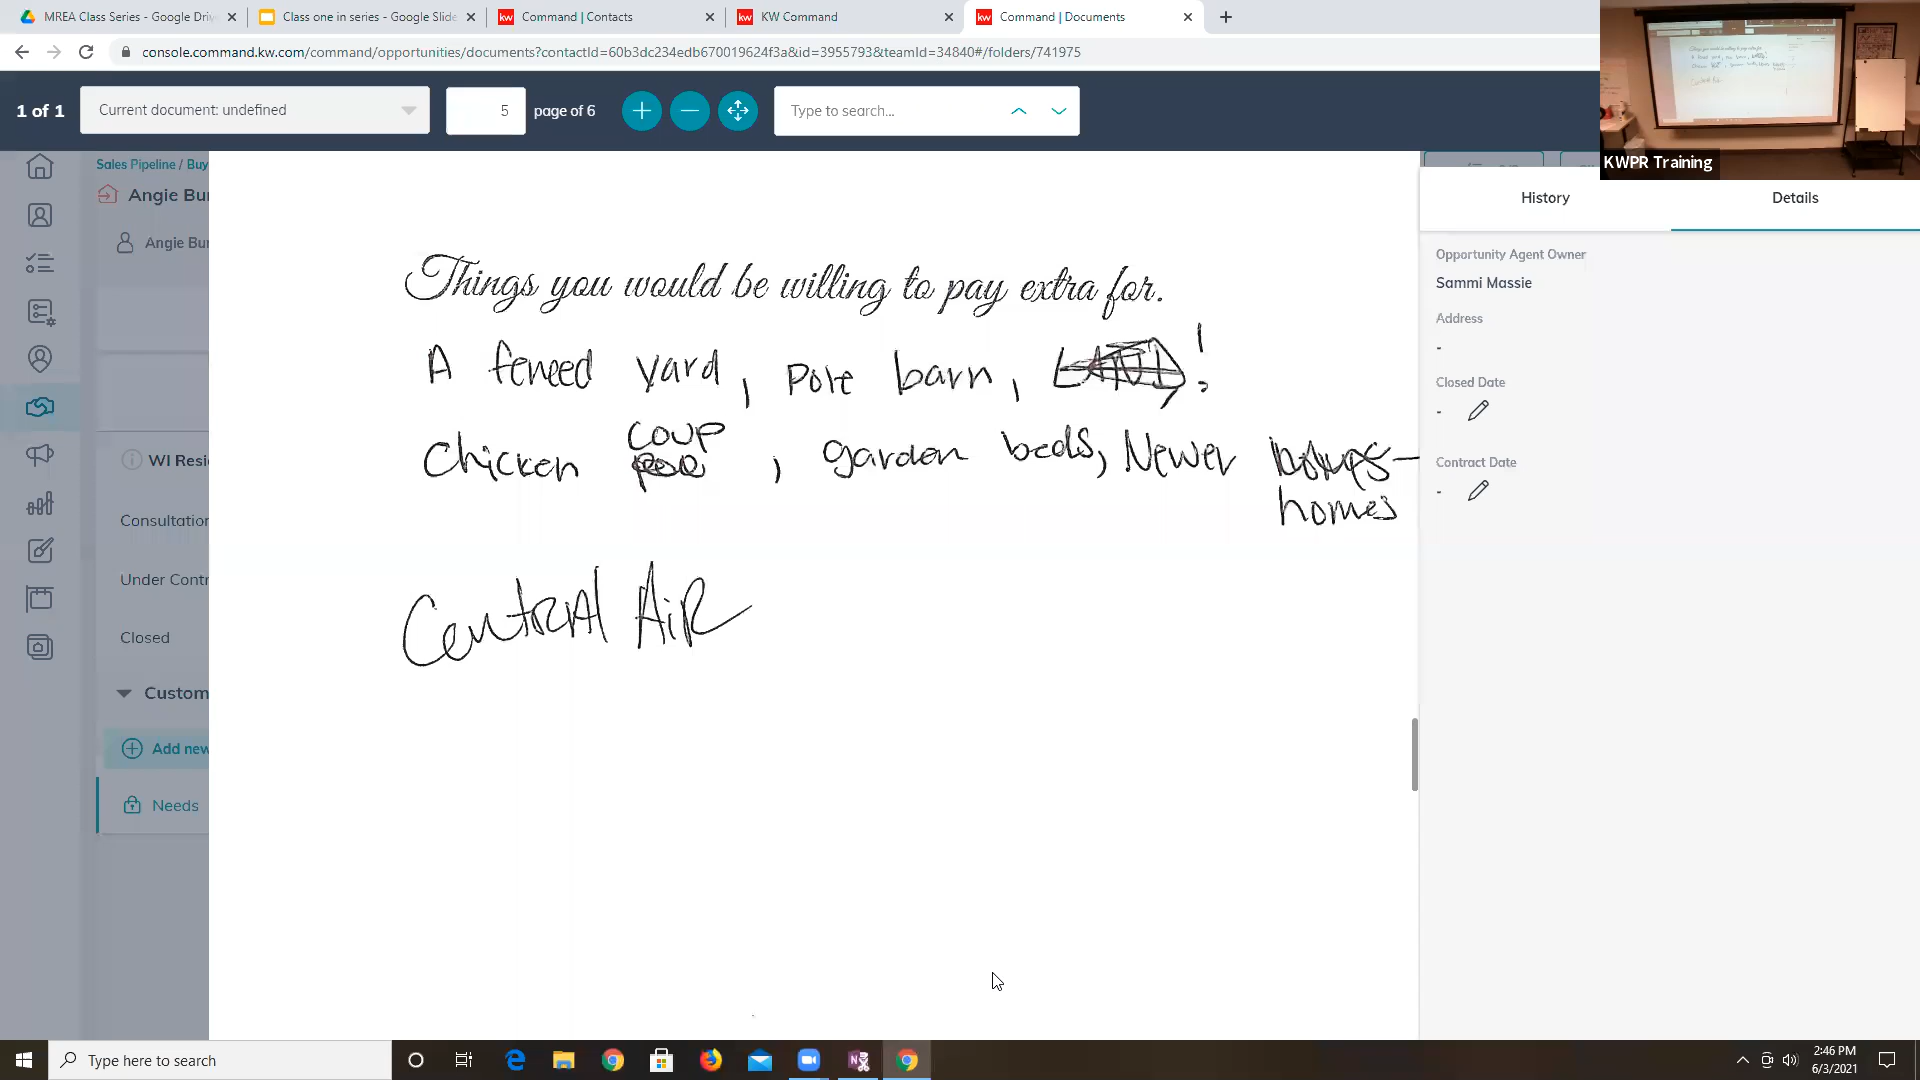 MREA Class Series - Google Driv
Class one in series - Google Slide
Command | Contacts
KW Command
Command | Documents
console.command.kw.com/command/opportunities/documents?contactId=60b3dc234edb670019624f3a&id=3955793&teamId=34840#/folders/741975
1 of 1
Current document: undefined
5
page of 6
Type to search...
KWPR Training
Sales Pipeline / Buy
Angie Bu
Angie Bur
WI Resi
Consultation
Under Contr
Closed
Custom
Add new
Needs
Things you would be willing to pay extra for.
A fenced yard, pole barn, !
Chicken coup, garden beds, Newer
homes
Central Air
History
Details
Opportunity Agent Owner
Sammi Massie
Address
-
Closed Date
-
Contract Date
-
Type here to search
2:46 PM
6/3/2021